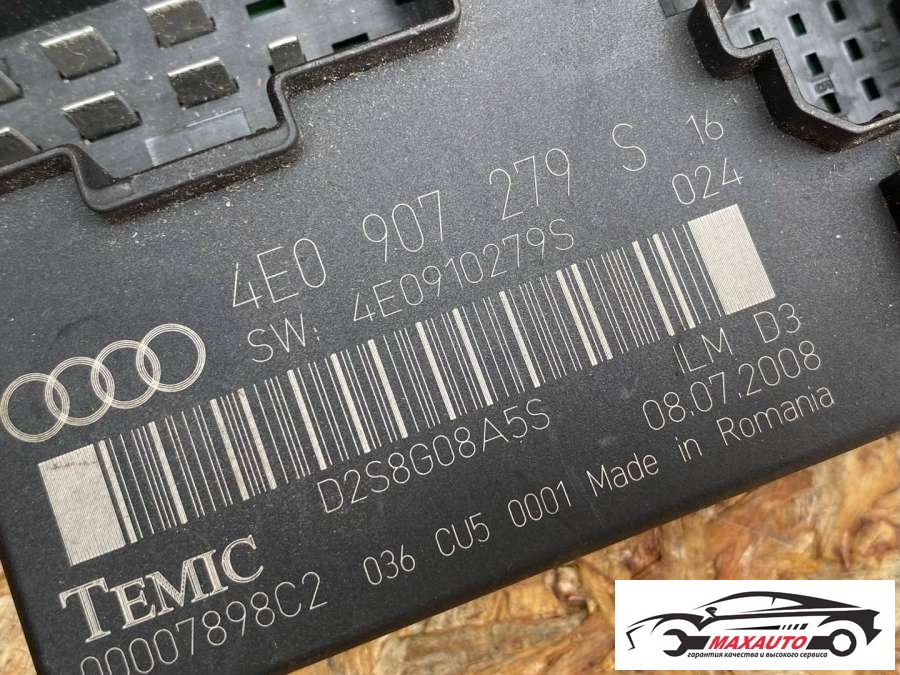 4E0 907 279 S 16
SW: 4E0910279S 024
ILM D3
D2S8G08A5S 08.07.2008
TEMIC 036 CU5 0001 Made in Romania
00007898C2
MAXAUTO
гарантия качества и высокого сервиса